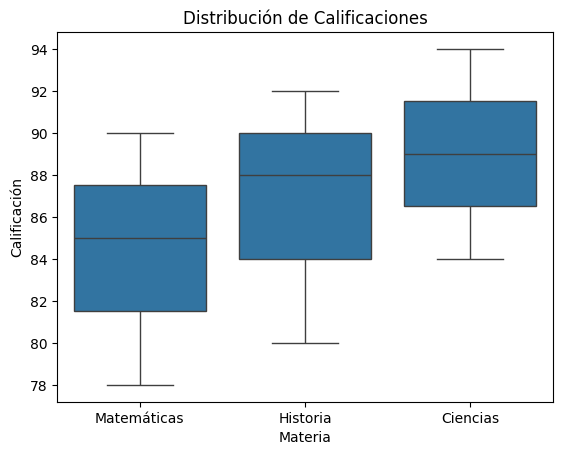 Distribución de Calificaciones
Calificación
94
92
90
88
86
84
82
80
78
Matemáticas
Historia
Ciencias
Materia